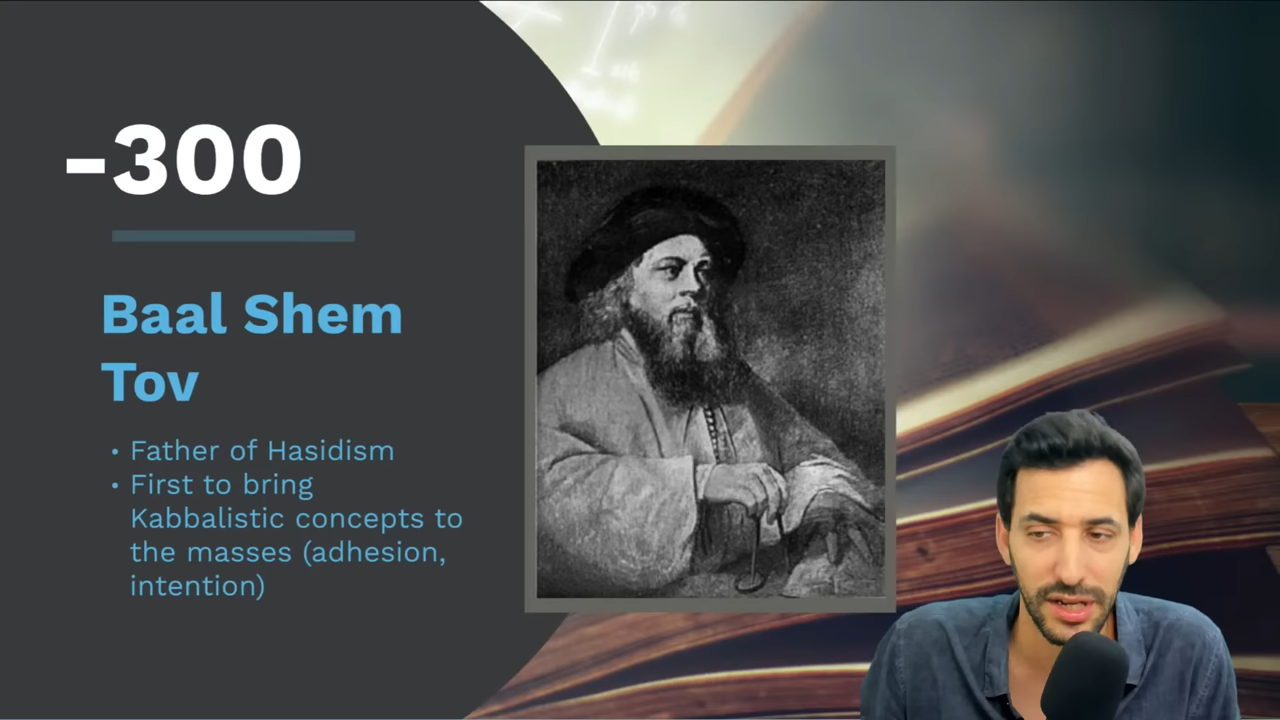 -300
Baal Shem
Tov
• Father of Hasidism
• First to bring
Kabbalistic concepts to
the masses (adhesion,
intention)